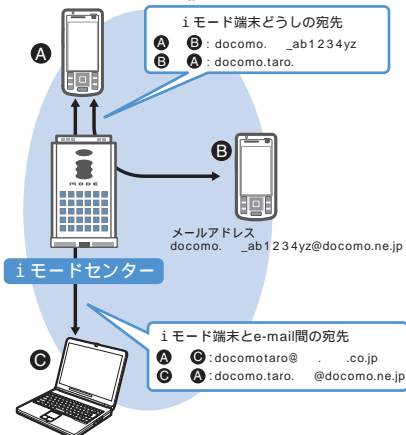 iモード端末どうしの宛先
A B : docomo. _ab1234yz
B A : docomo.taro.
A
B
MODE
メールアドレス
docomo. _ab1234yz@docomo.ne.jp
iモードセンター
iモード端末とe-mail間の宛先
A C :docomotaro@ . .co.jp
C A :docomo.taro. @docomo.ne.jp
C